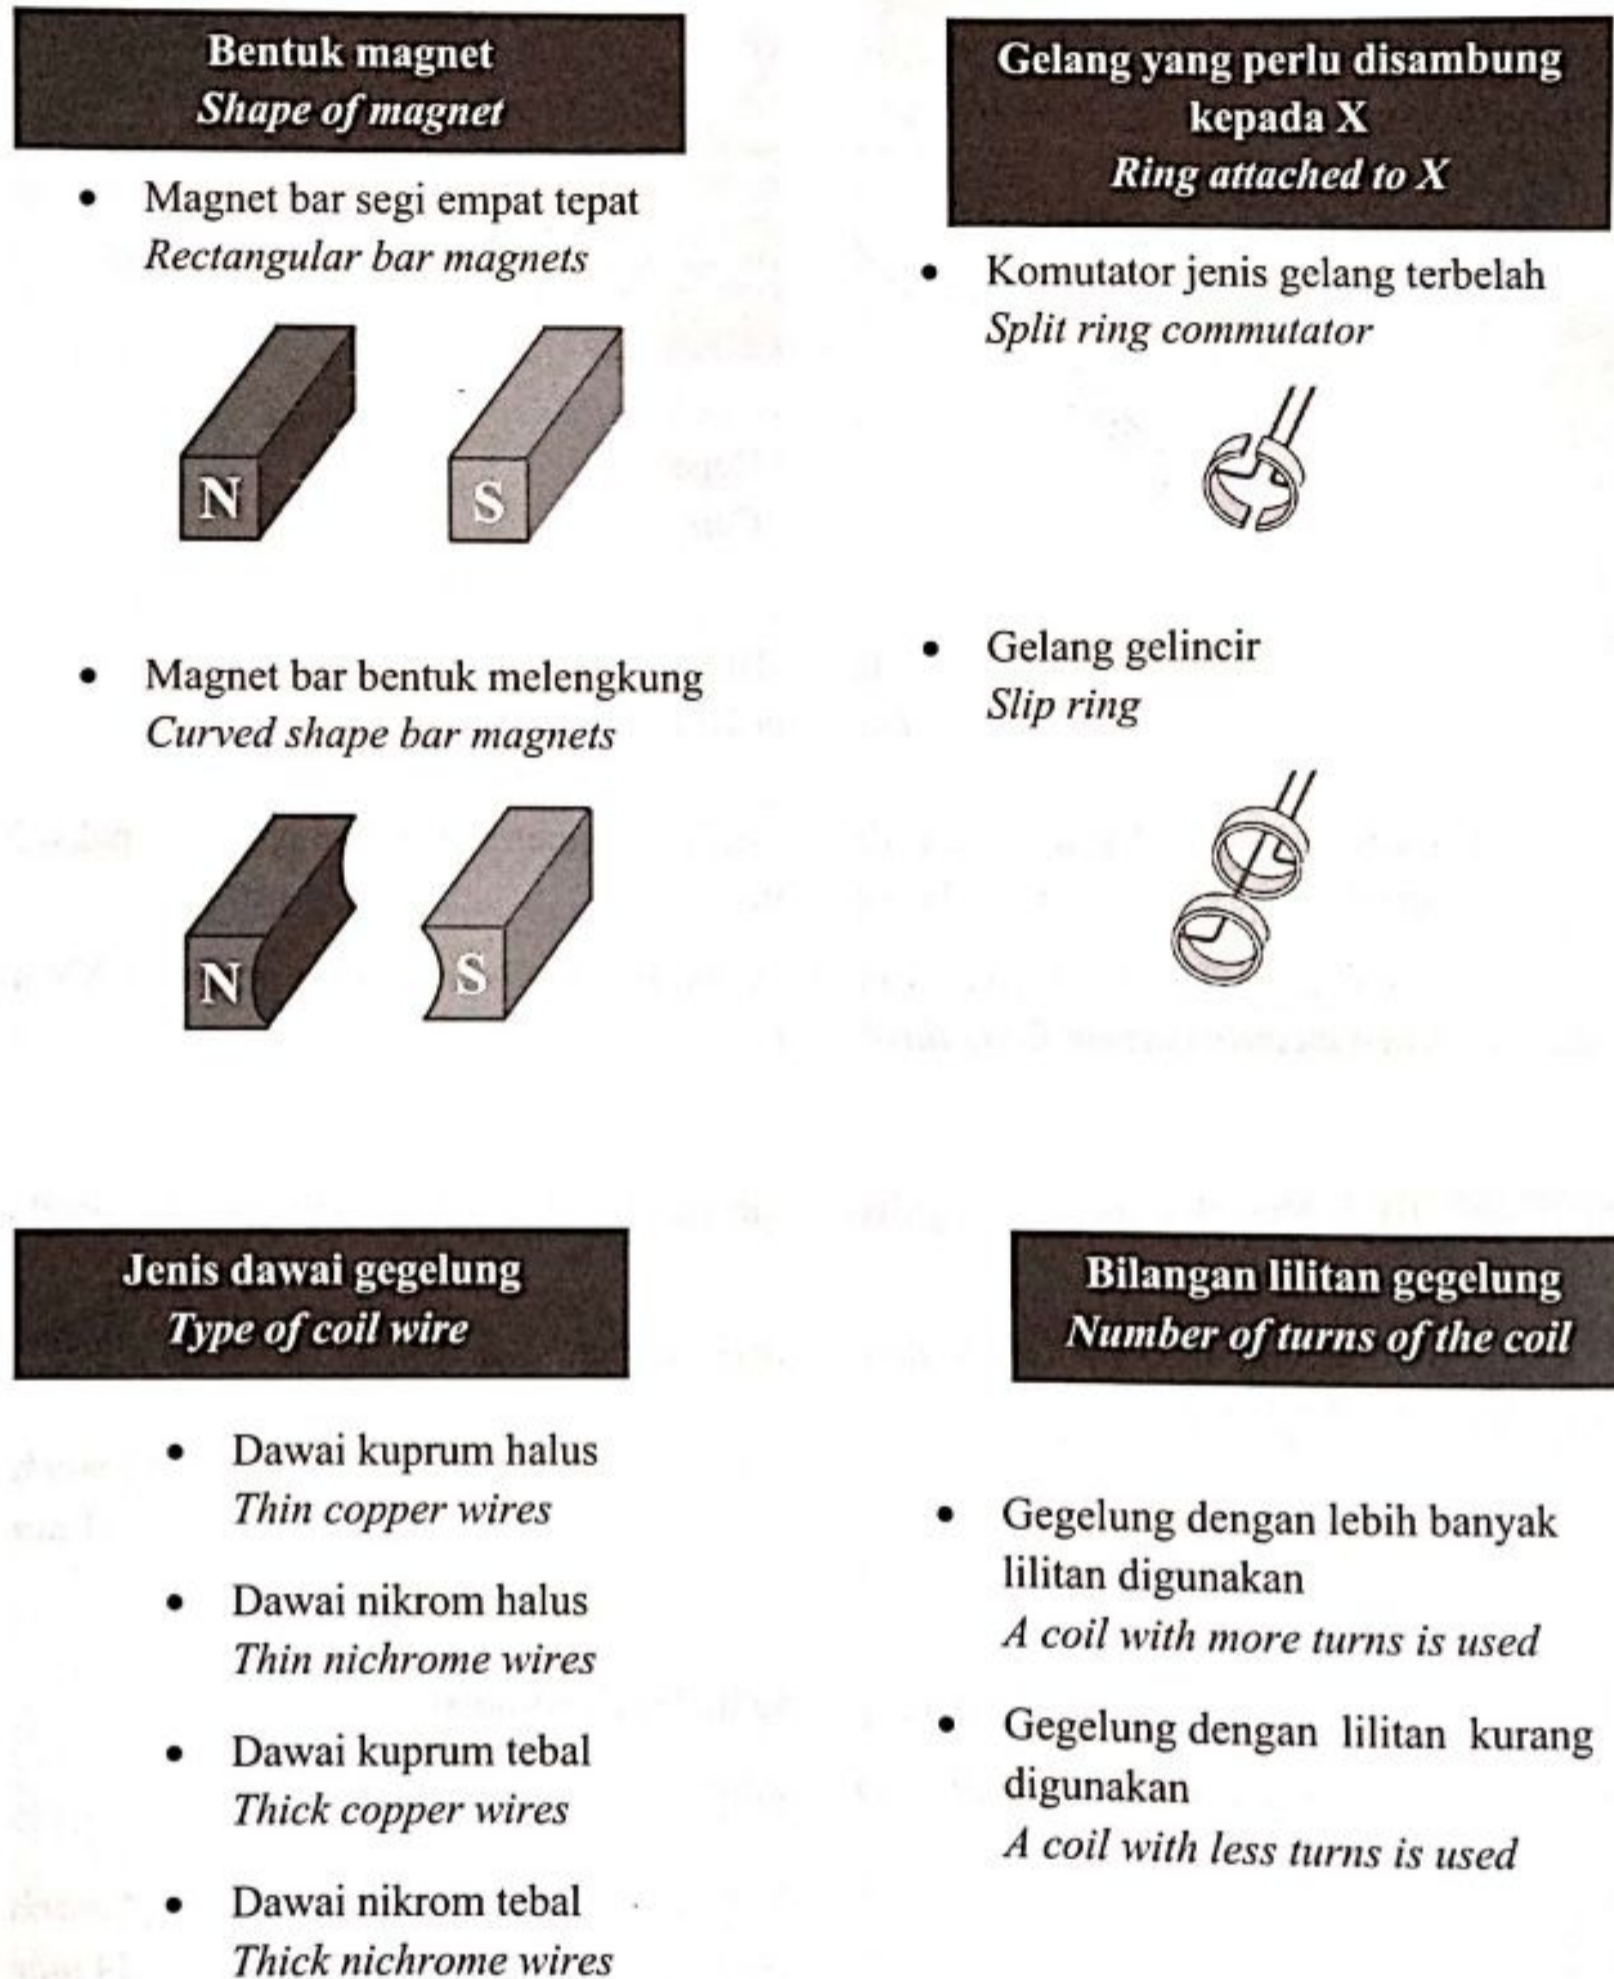 Bentuk magnet
Shape of magnet
• Magnet bar segi empat tepat
Rectangular bar magnets
N
S
• Magnet bar bentuk melengkung
Curved shape bar magnets
N
S
Gelang yang perlu disambung
kepada X
Ring attached to X
• Komutator jenis gelang terbelah
Split ring commutator
• Gelang gelincir
Slip ring
Jenis dawai gegelung
Type of coil wire
• Dawai kuprum halus
Thin copper wires
• Dawai nikrom halus
Thin nichrome wires
• Dawai kuprum tebal
Thick copper wires
• Dawai nikrom tebal
Thick nichrome wires
Bilangan lilitan gegelung
Number of turns of the coil
• Gegelung dengan lebih banyak
lilitan digunakan
A coil with more turns is used
• Gegelung dengan lilitan kurang
digunakan
A coil with less turns is used